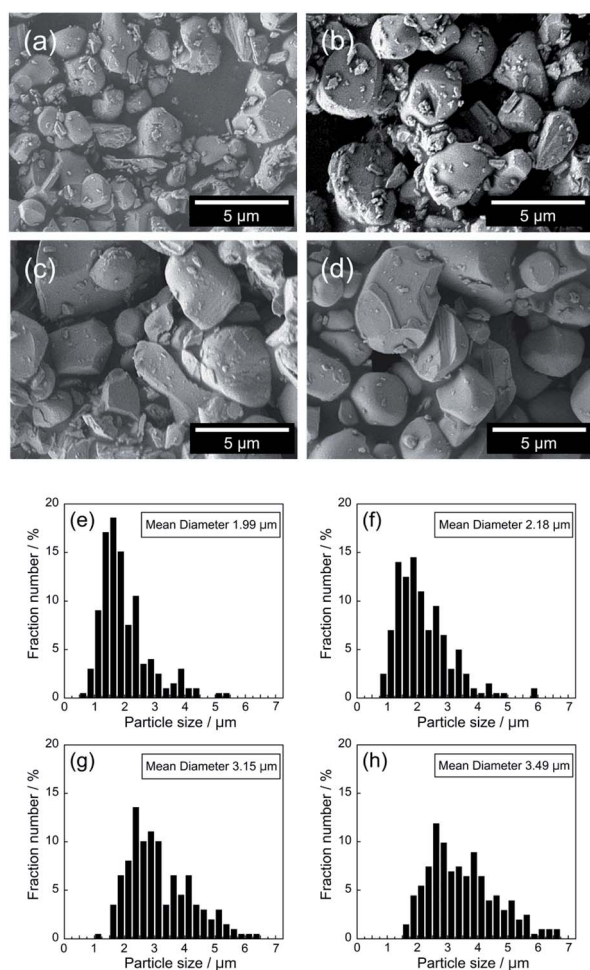 (a)
5 µm
(b)
5 µm
(c)
5 µm
(d)
5 µm
(e)
Mean Diameter 1.99 µm
Fraction number / %
20
15
10
5
0
0 1 2 3 4 5 6 7
Particle size / µm
(f)
Mean Diameter 2.18 µm
Fraction number / %
20
15
10
5
0
0 1 2 3 4 5 6 7
Particle size / µm
(g)
Mean Diameter 3.15 µm
Fraction number / %
20
15
10
5
0
0 1 2 3 4 5 6 7
Particle size / µm
(h)
Mean Diameter 3.49 µm
Fraction number / %
20
15
10
5
0
0 1 2 3 4 5 6 7
Particle size / µm